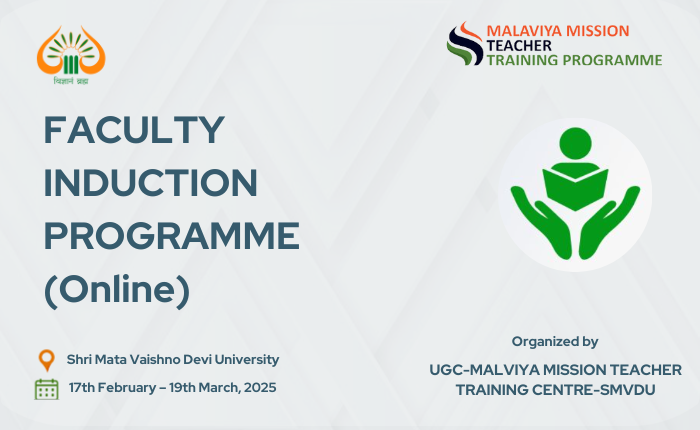 MALAVIYA MISSION
TEACHER
TRAINING PROGRAMME
विज्ञानं ब्रह्म
FACULTY
INDUCTION
PROGRAMME
(Online)
Shri Mata Vaishno Devi University
17th February – 19th March, 2025
Organized by
UGC-MALVIYA MISSION TEACHER
TRAINING CENTRE-SMVDU